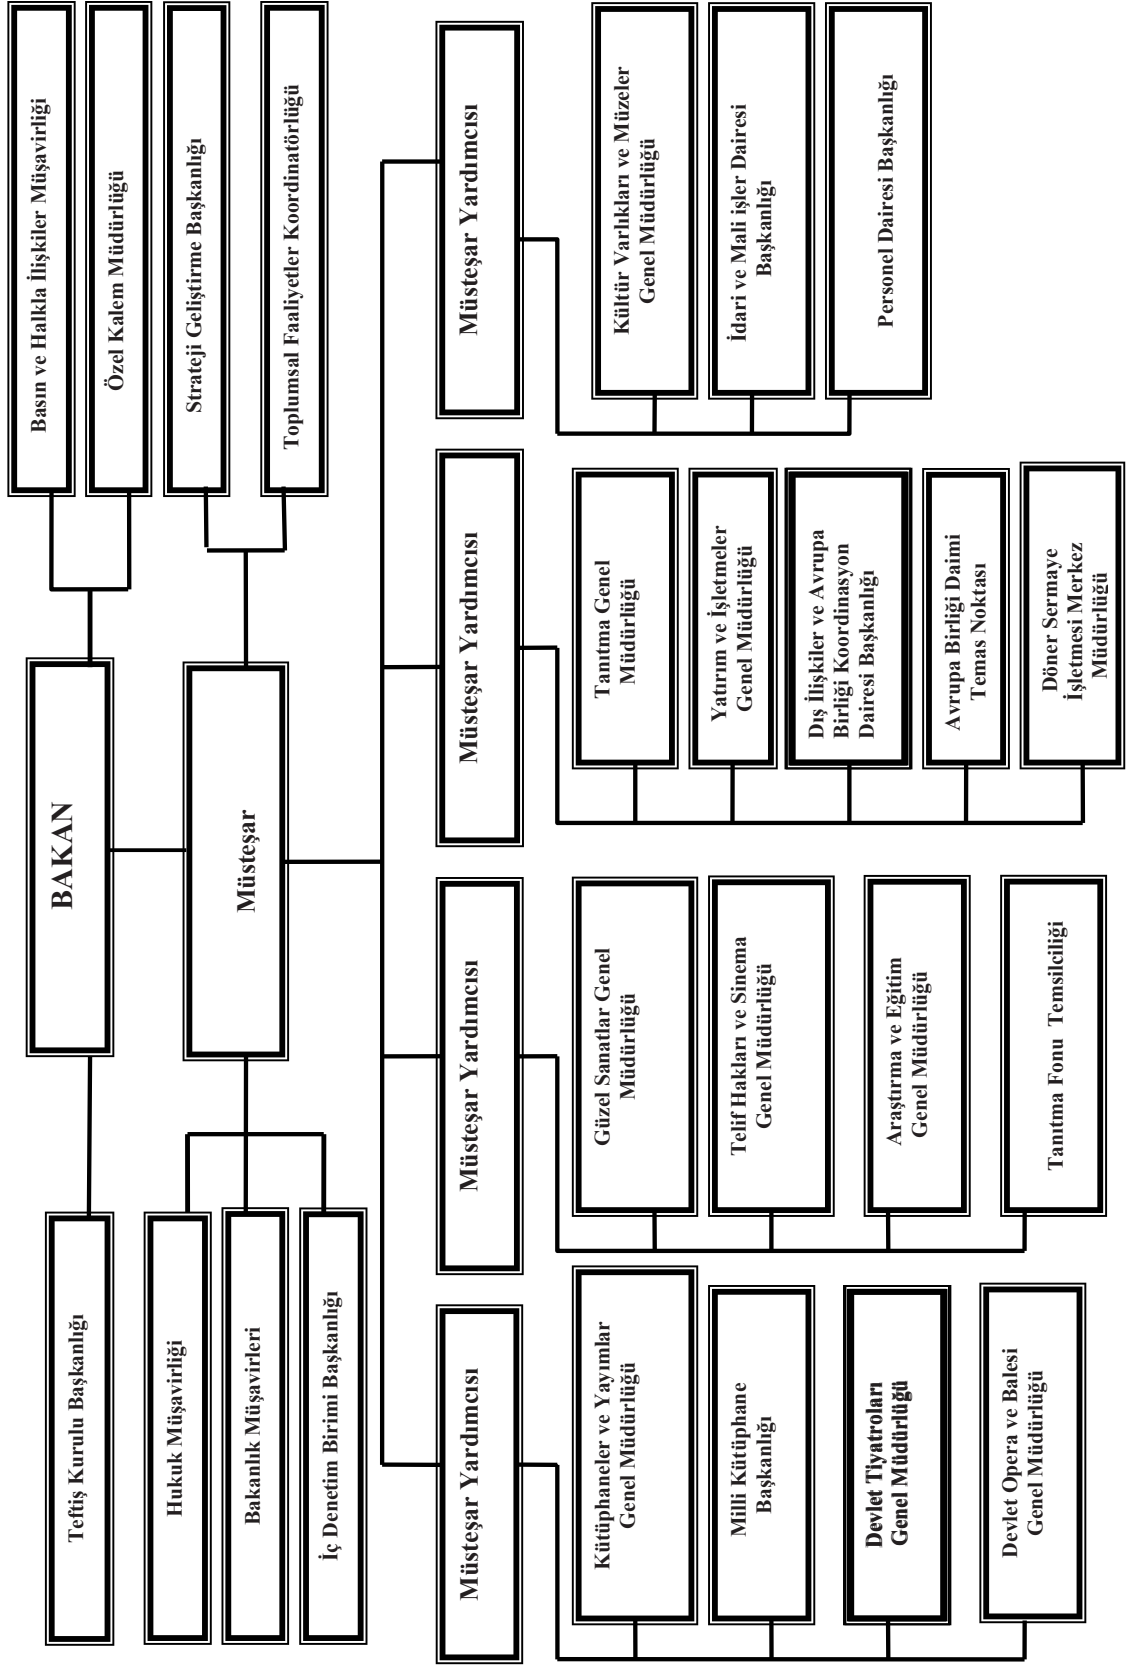 BAKAN
Teftiş Kurulu Başkanlığı
Basın ve Halkla İlişkiler Müşavirliği
Özel Kalem Müdürlüğü
Müsteşar
Hukuk Müşavirliği
Bakanlık Müşavirleri
İç Denetim Birimi Başkanlığı
Strateji Geliştirme Başkanlığı
Toplumsal Faaliyetler Koordinatörlüğü
Müsteşar Yardımcısı
Kütüphaneler ve Yayımlar
Genel Müdürlüğü
Milli Kütüphane
Başkanlığı
Devlet Tiyatroları
Genel Müdürlüğü
Devlet Opera ve Balesi
Genel Müdürlüğü
Müsteşar Yardımcısı
Güzel Sanatlar Genel
Müdürlüğü
Telif Hakları ve Sinema
Genel Müdürlüğü
Araştırma ve Eğitim
Genel Müdürlüğü
Tanıtma Fonu Temsilciliği
Müsteşar Yardımcısı
Tanıtma Genel
Müdürlüğü
Yatırım ve İşletmeler
Genel Müdürlüğü
Dış İlişkiler ve Avrupa
Birliği Koordinasyon
Dairesi Başkanlığı
Avrupa Birliği Daimi
Temas Noktası
Döner Sermaye
İşletmesi Merkez
Müdürlüğü
Müsteşar Yardımcısı
Kültür Varlıkları ve Müzeler
Genel Müdürlüğü
İdari ve Mali işler Dairesi
Başkanlığı
Personel Dairesi Başkanlığı